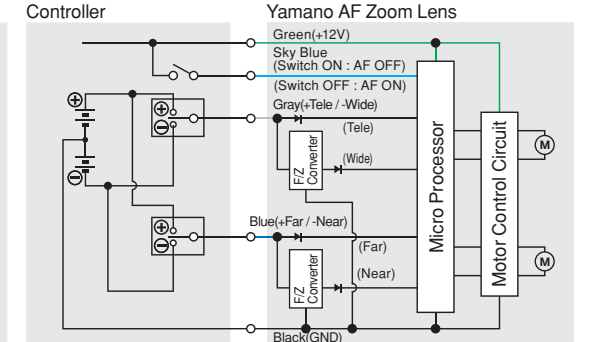 Controller
Yamano AF Zoom Lens
Green(+12V)
Sky Blue
(Switch ON : AF OFF)
(Switch OFF : AF ON)
Gray(+Tele / -Wide)
(Tele)
F/Z
Converter
(Wide)
Blue(+Far / -Near)
(Far)
F/Z
Converter
(Near)
Black(GND)
Micro Processor
Motor Control Circuit
M
M